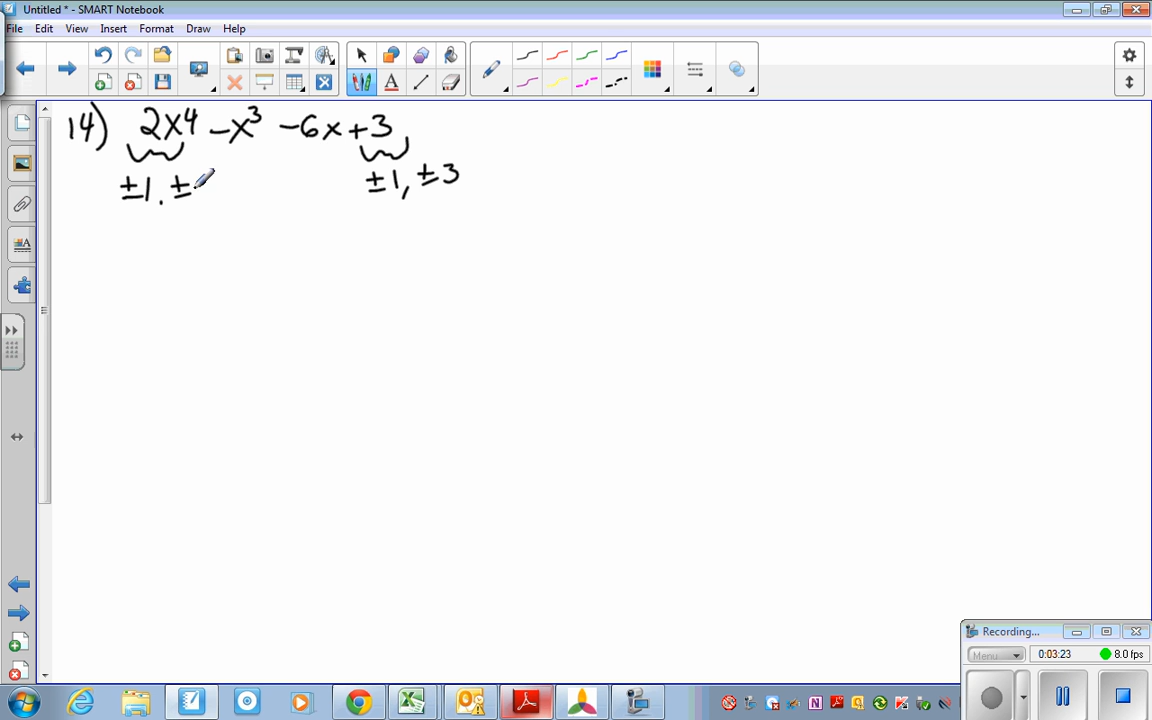 Untitled * - SMART Notebook
File Edit View Insert Format Draw Help
14) 2x4 -x³ -6x +3
±1, ± ±1, ±3
Recording...
Menu 0:03:23 8.0 fps